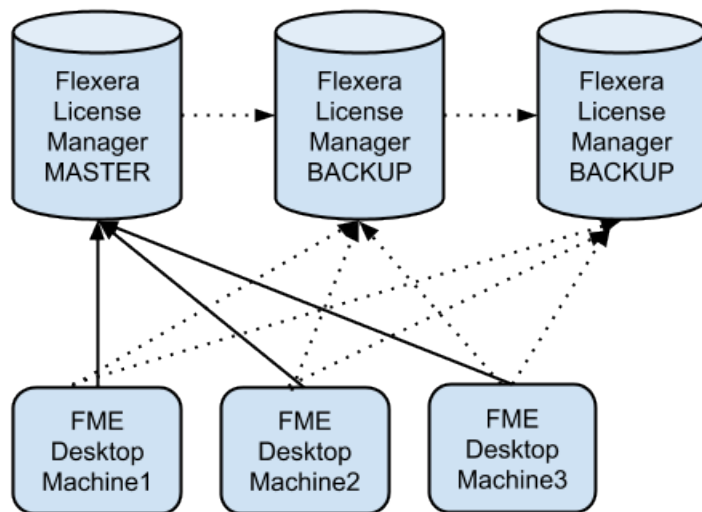 Flexera
License
Manager
MASTER
Flexera
License
Manager
BACKUP
Flexera
License
Manager
BACKUP
FME
Desktop
Machine1
FME
Desktop
Machine2
FME
Desktop
Machine3